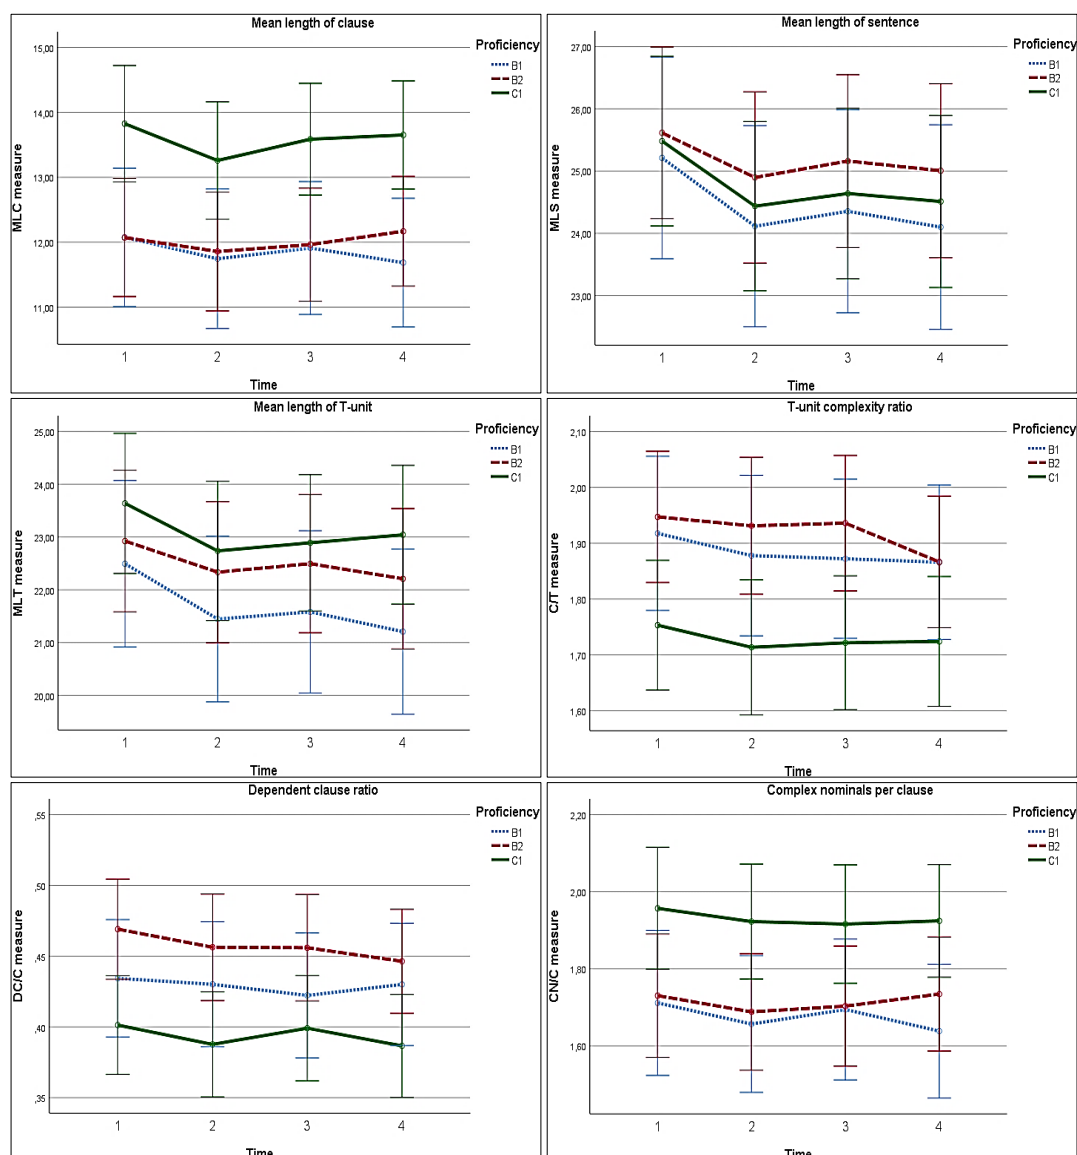 Mean length of clause
Proficiency
B1
B2
C1
MLC measure
15,00
14,00
13,00
12,00
11,00
1 2 3 4
Time
Mean length of sentence
Proficiency
B1
B2
C1
MLS measure
27,00
26,00
25,00
24,00
23,00
1 2 3 4
Time
Mean length of T-unit
Proficiency
B1
B2
C1
MLT measure
25,00
24,00
23,00
22,00
21,00
20,00
1 2 3 4
Time
T-unit complexity ratio
Proficiency
B1
B2
C1
C/T measure
2,10
2,00
1,90
1,80
1,70
1,60
1 2 3 4
Time
Dependent clause ratio
Proficiency
B1
B2
C1
DC/C measure
,55
,50
,45
,40
,35
1 2 3 4
Time
Complex nominals per clause
Proficiency
B1
B2
C1
CN/C measure
2,20
2,00
1,80
1,60
1 2 3 4
Time